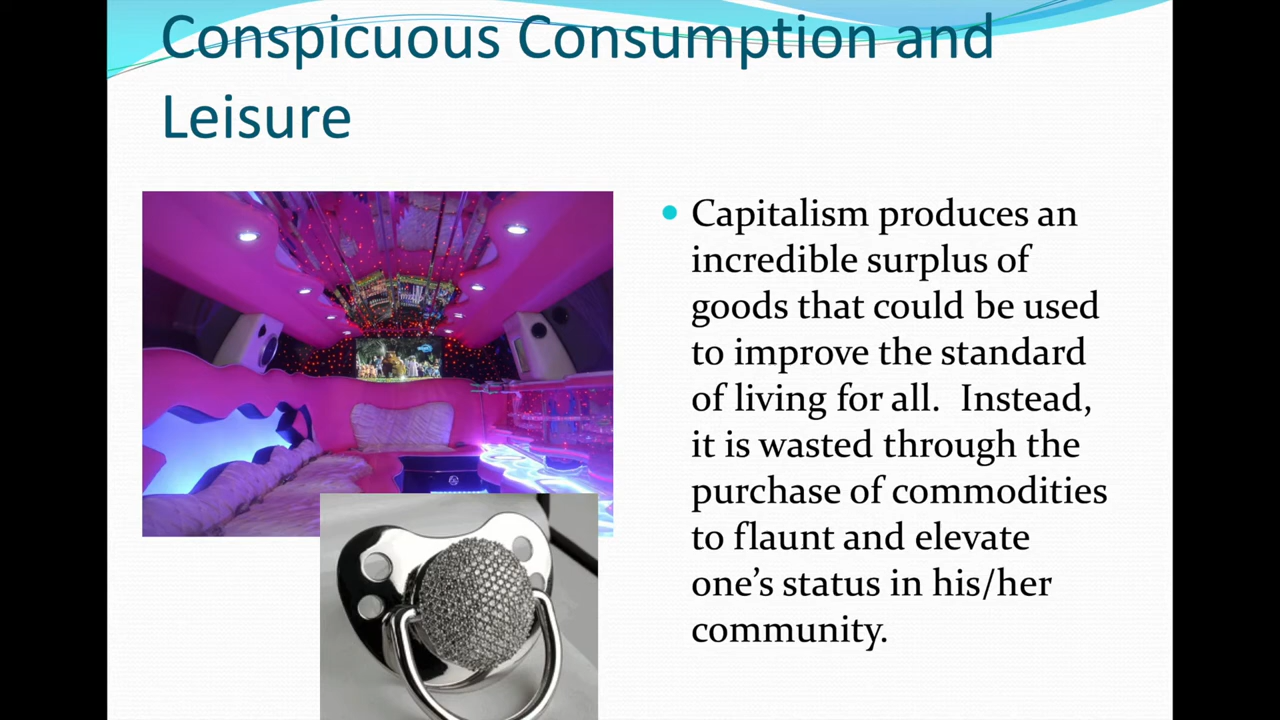 Conspicuous Consumption and
Leisure
• Capitalism produces an
incredible surplus of
goods that could be used
to improve the standard
of living for all.  Instead,
it is wasted through the
purchase of commodities
to flaunt and elevate
one’s status in his/her
community.